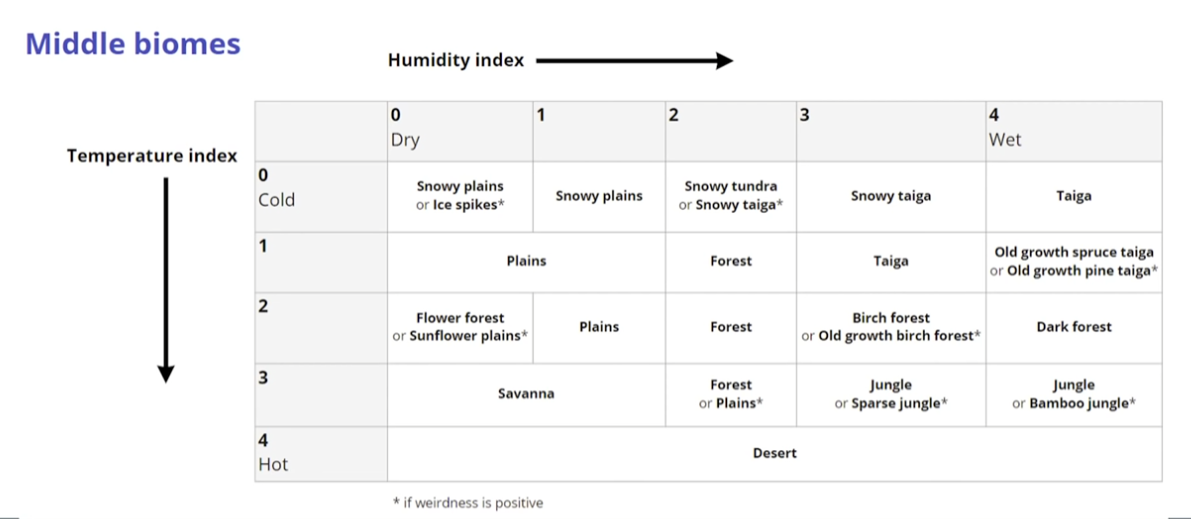 Middle biomes
Humidity index
0
Dry
1
2
3
4
Wet
Temperature index
0
Cold
Snowy plains
or Ice spikes*
Snowy plains
Snowy tundra
or Snowy taiga*
Snowy taiga
Taiga
1
Plains
Forest
Taiga
Old growth spruce taiga
or Old growth pine taiga*
2
Flower forest
or Sunflower plains*
Plains
Forest
Birch forest
or Old growth birch forest*
Dark forest
3
Savanna
Forest
or Plains*
Jungle
or Sparse jungle*
Jungle
or Bamboo jungle*
4
Hot
Desert
* if weirdness is positive